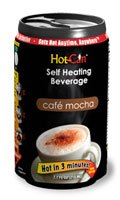 Hot-Can
Self Heating
Beverage
café mocha
Hot in 3 minutes!